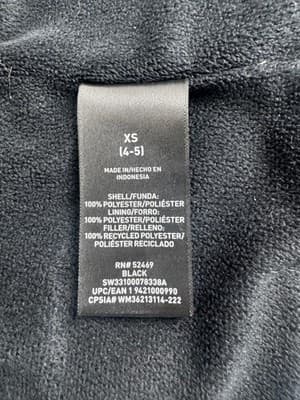 XS
(4-5)
MADE IN/HECHO EN
INDONESIA
SHELL/FUNDA:
100% POLYESTER/POLIÉSTER
LINING/FORRO:
100% POLYESTER/POLIÉSTER
FILLER/RELLENO:
100% RECYCLED POLYESTER/
POLIÉSTER RECICLADO
RN# 52469
BLACK
SW33100078338A
UPC/EAN 1 9421000990
CPSIA# WM36213114-222